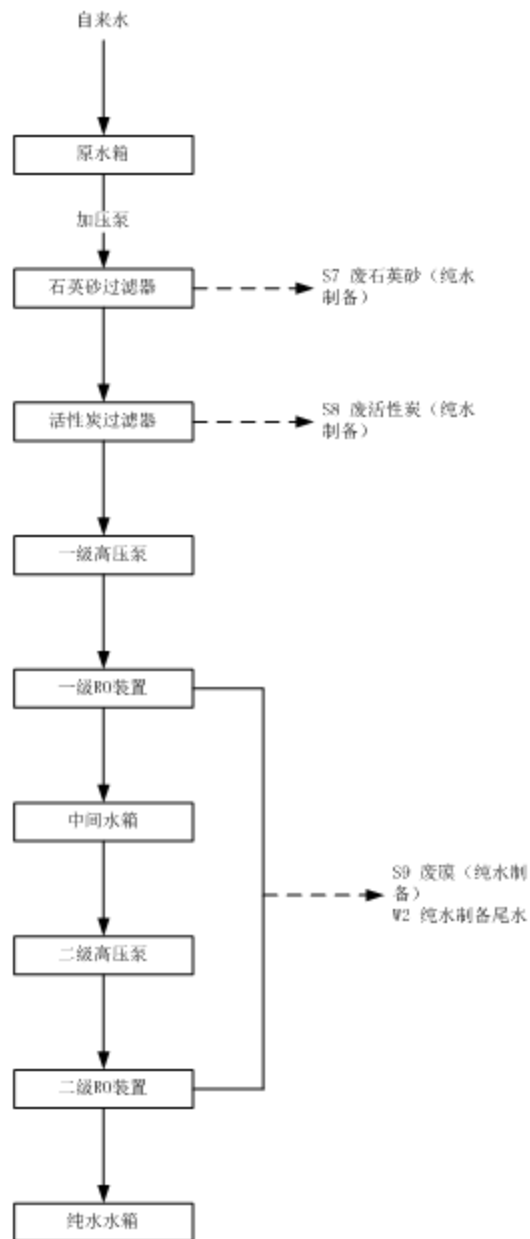 自来水
原水箱
加压泵
石英砂过滤器
S7 废石英砂（纯水
制备）
活性炭过滤器
S8 废活性炭（纯水
制备）
一级高压泵
一级RO装置
中间水箱
S9 废膜（纯水制
备）
W2 纯水制备尾水
二级高压泵
二级RO装置
纯水水箱